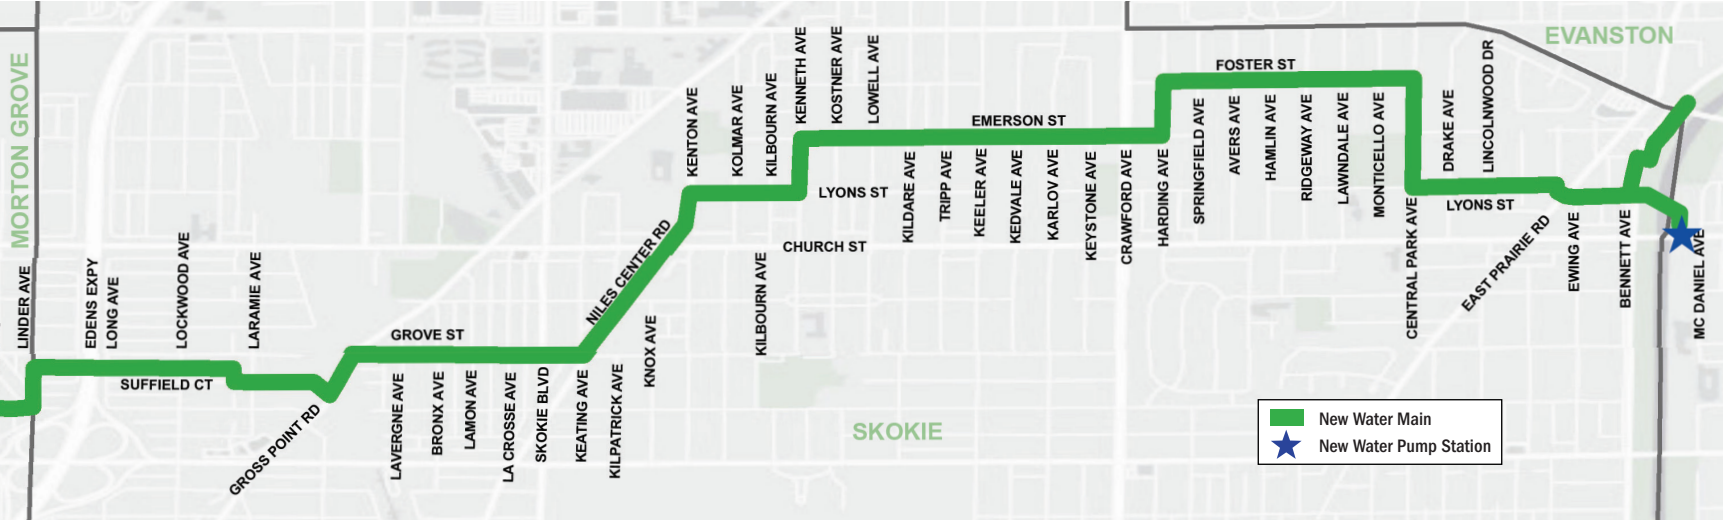 MORTON GROVE
LINDER AVE
EDENS EXPY
LONG AVE
LOCKWOOD AVE
LARAMIE AVE
SUFFIELD CT
GROSS POINT RD
GROVE ST
LAVERGNE AVE
BRONX AVE
LAMON AVE
LA CROSSE AVE
SKOKIE BLVD
KEATING AVE
KILPATRICK AVE
KNOX AVE
NILES CENTER RD
KENTON AVE
KOLMAR AVE
KILBOURN AVE
KENNETH AVE
KOSTNER AVE
LOWELL AVE
LYONS ST
CHURCH ST
KILBOURN AVE
EMERSON ST
KILDARE AVE
TRIPP AVE
KEELER AVE
KEDVALE AVE
KARLOV AVE
KEYSTONE AVE
CRAWFORD AVE
HARDING AVE
FOSTER ST
SPRINGFIELD AVE
AVERS AVE
HAMLIN AVE
RIDGEWAY AVE
LAWNDALE AVE
MONTICELLO AVE
CENTRAL PARK AVE
DRAKE AVE
LINCOLNWOOD DR
LYONS ST
EAST PRAIRIE RD
EWING AVE
BENNETT AVE
MC DANIEL AVE
EVANSTON
SKOKIE
New Water Main
New Water Pump Station